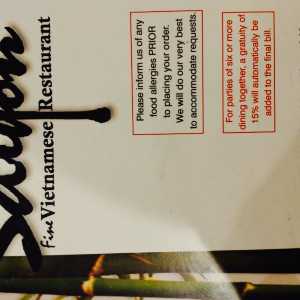 Saigon
Fine Vietnamese Restaurant
Please inform us of any
food allergies PRIOR
to placing your order.
We will do our very best
to accommodate requests.
For parties of six or more
dining together, a gratuity of
15% will automatically be
added to the final bill.